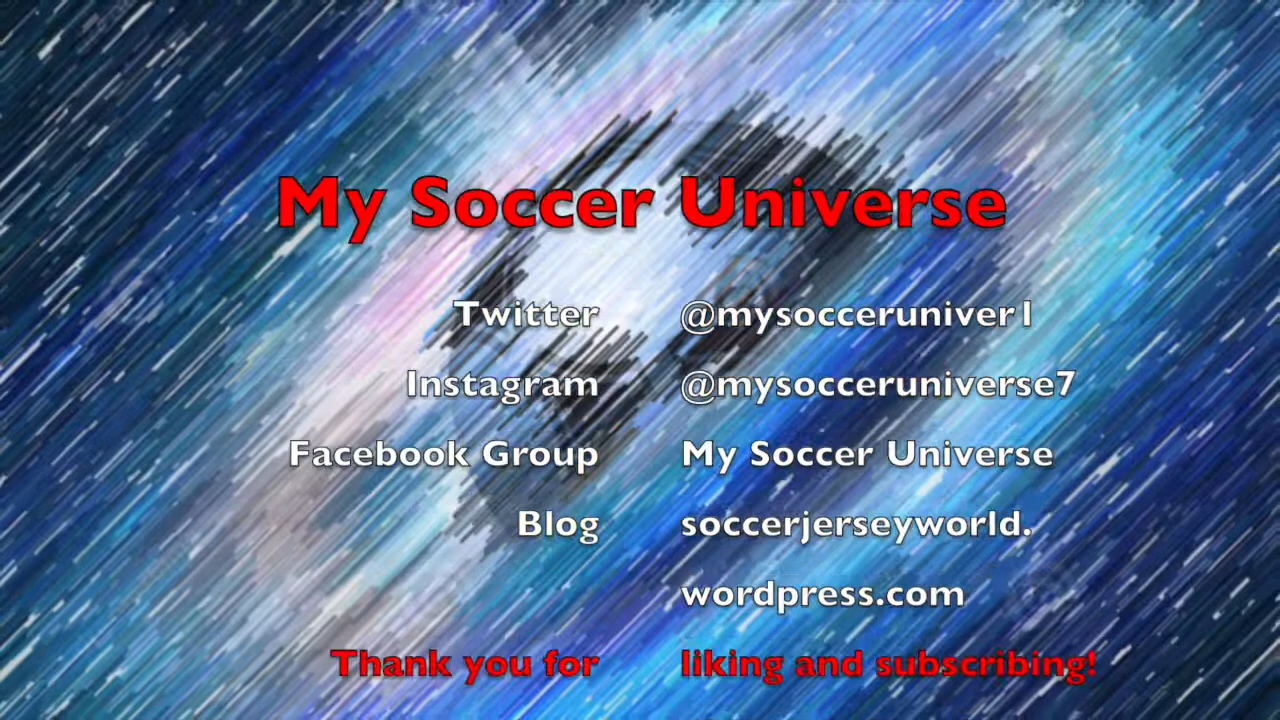 My Soccer Universe
Twitter @mysocceruniver1
Instagram @mysocceruniverse7
Facebook Group My Soccer Universe
Blog soccerjerseyworld.
wordpress.com
Thank you for liking and subscribing!